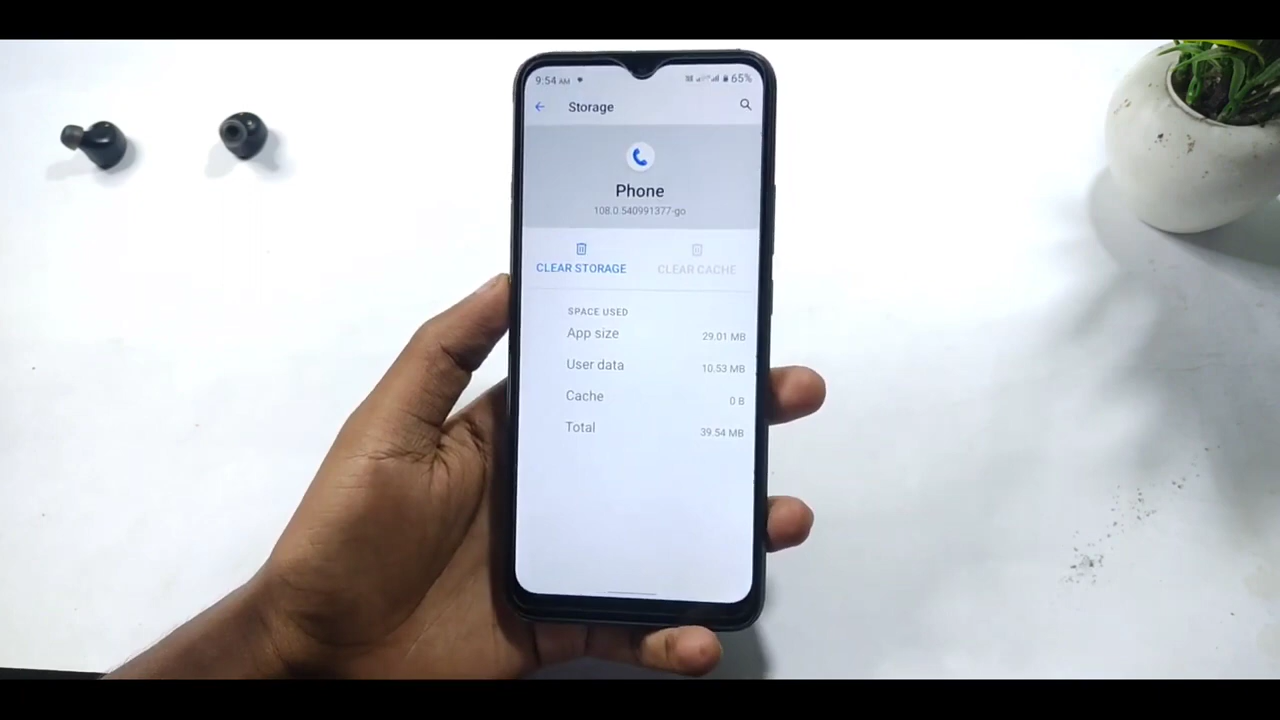 9:54 AM 65%
Storage
Phone
108.0.540991377-go
CLEAR STORAGE CLEAR CACHE
SPACE USED
App size 29.01 MB
User data 10.53 MB
Cache 0 B
Total 39.54 MB